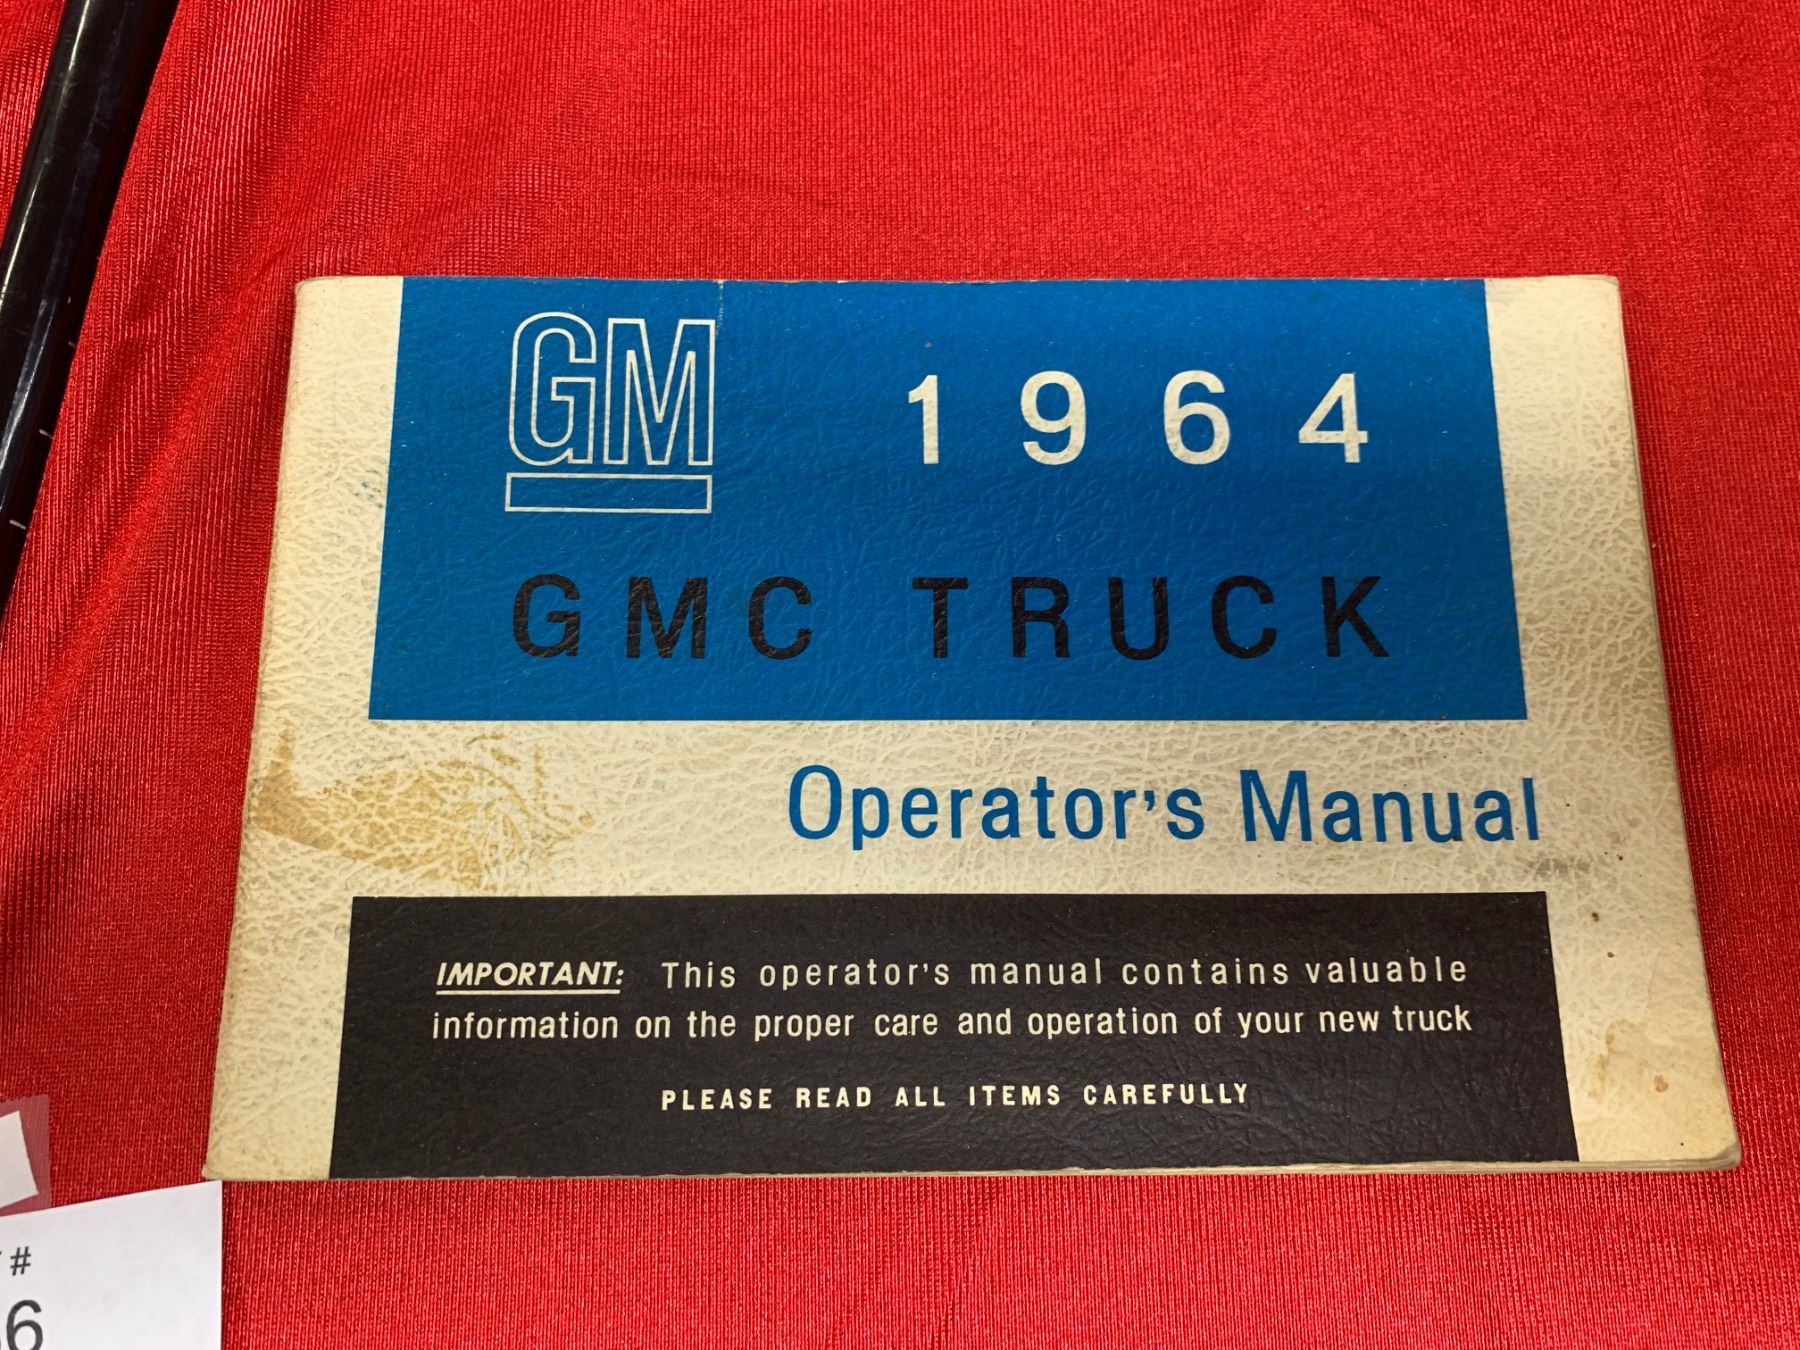 GM
1964
GMC TRUCK
Operator's Manual
IMPORTANT: This operator's manual contains valuable
information on the proper care and operation of your new truck
PLEASE READ ALL ITEMS CAREFULLY
#
6